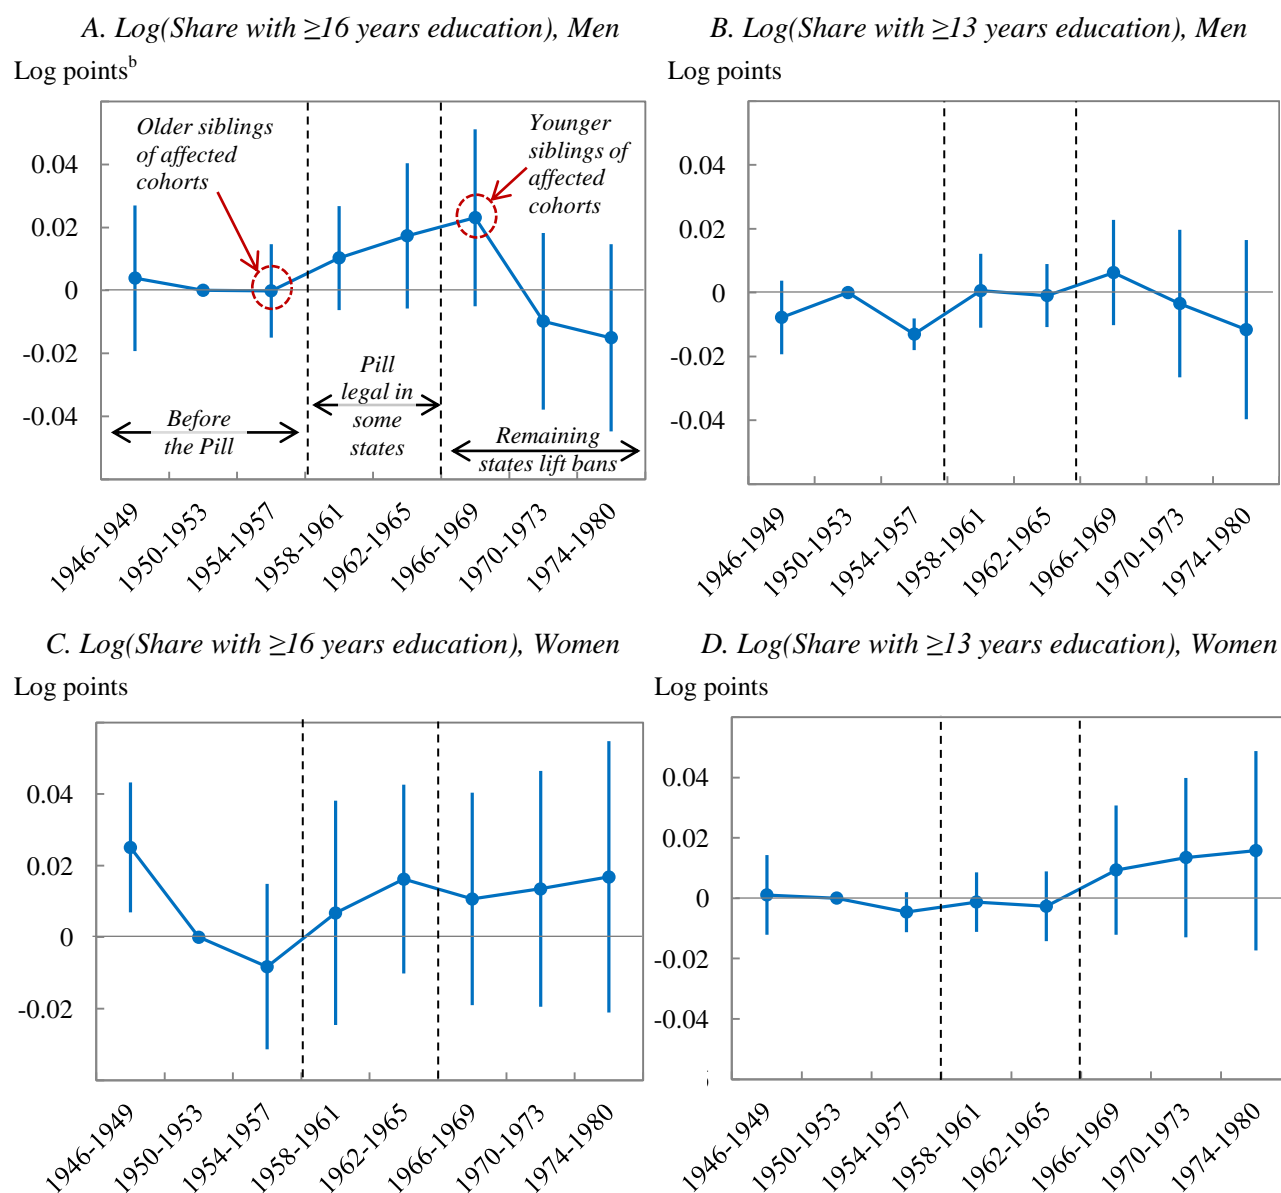 A. Log(Share with ≥16 years education), Men
Log points^b
0.04
0.02
0
-0.02
-0.04
Older siblings
of affected
cohorts
Younger
siblings of
affected
cohorts
Before
the Pill
Pill
legal in
some
states
Remaining
states lift bans
1946-1949
1950-1953
1954-1957
1958-1961
1962-1965
1966-1969
1970-1973
1974-1980
B. Log(Share with ≥13 years education), Men
Log points
0.04
0.02
0
-0.02
-0.04
1946-1949
1950-1953
1954-1957
1958-1961
1962-1965
1966-1969
1970-1973
1974-1980
C. Log(Share with ≥16 years education), Women
Log points
0.04
0.02
0
-0.02
1946-1949
1950-1953
1954-1957
1958-1961
1962-1965
1966-1969
1970-1973
1974-1980
D. Log(Share with ≥13 years education), Women
Log points
0.04
0.02
0
-0.02
-0.04
1946-1949
1950-1953
1954-1957
1958-1961
1962-1965
1966-1969
1970-1973
1974-1980